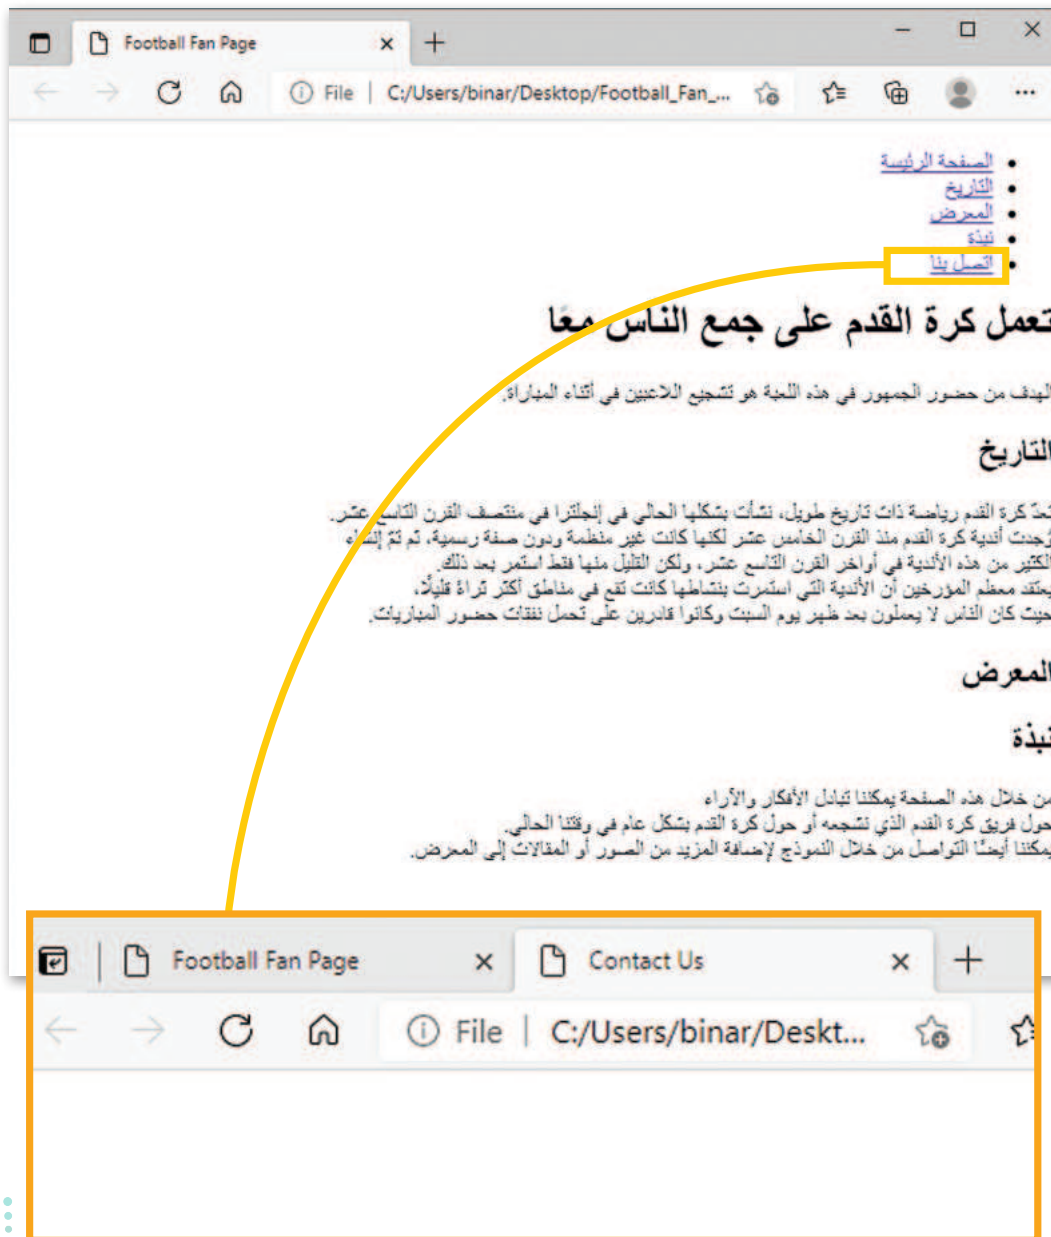 Football Fan Page
File | C:/Users/binar/Desktop/Football_Fan_...
الصفحة الرئيسة
التاريخ
المعرض
نبذة
اتصل بنا
تعمل كرة القدم على جمع الناس معًا
الهدف من حضور الجمهور في هذه اللعبة هو تشجيع اللاعبين في أثناء المباراة.
التاريخ
تعدّ كرة القدم رياضة ذات تاريخ طويل، نشأت بشكلها الحالي في إنجلترا في منتصف القرن التاسع عشر.
وُجدت أندية كرة القدم منذ القرن الخامس عشر لكنها كانت غير منظمة ودون صفة رسمية، ثم تمّ إنشاء
الكثير من هذه الأندية في أواخر القرن التاسع عشر، ولكن القليل منها فقط استمر بعد ذلك.
يعتقد معظم المؤرخين أن الأندية التي استمرت بنشاطها كانت تقع في مناطق أكثر ثراءً قليلًا،
حيث كان الناس لا يعملون بعد ظهر يوم السبت وكانوا قادرين على تحمل نفقات حضور المباريات.
المعرض
نبذة
من خلال هذه الصفحة يمكننا تبادل الأفكار والآراء
حول فريق كرة القدم الذي نشجعه أو حول كرة القدم بشكل عام في وقتنا الحالي.
يمكننا أيضًا التواصل من خلال النموذج لإضافة المزيد من الصور أو المقالات إلى المعرض.
Football Fan Page
Contact Us
File | C:/Users/binar/Deskt...